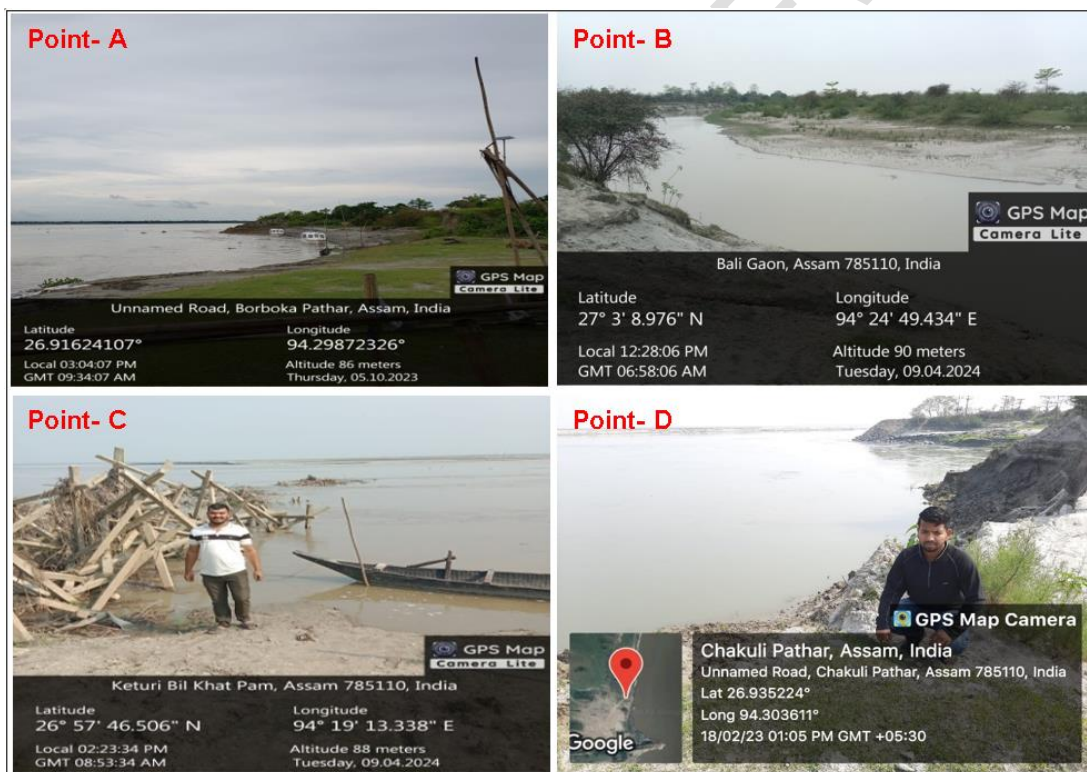 Point- A
GPS Map
Camera Lite
Unnamed Road, Borboka Pathar, Assam, India
Latitude
26.91624107°
Longitude
94.29872326°
Local 03:04:07 PM
GMT 09:34:07 AM
Altitude 86 meters
Thursday, 05.10.2023
Point- B
GPS Map
Camera Lite
Bali Gaon, Assam 785110, India
Latitude
27° 3' 8.976" N
Longitude
94° 24' 49.434" E
Local 12:28:06 PM
GMT 06:58:06 AM
Altitude 90 meters
Tuesday, 09.04.2024
Point- C
GPS Map
Camera Lite
Keturi Bil Khat Pam, Assam 785110, India
Latitude
26° 57' 46.506" N
Longitude
94° 19' 13.338" E
Local 02:23:34 PM
GMT 08:53:34 AM
Altitude 88 meters
Tuesday, 09.04.2024
Point- D
GPS Map Camera
Google
Chakuli Pathar, Assam, India
Unnamed Road, Chakuli Pathar, Assam 785110, India
Lat 26.935224°
Long 94.303611°
18/02/23 01:05 PM GMT +05:30